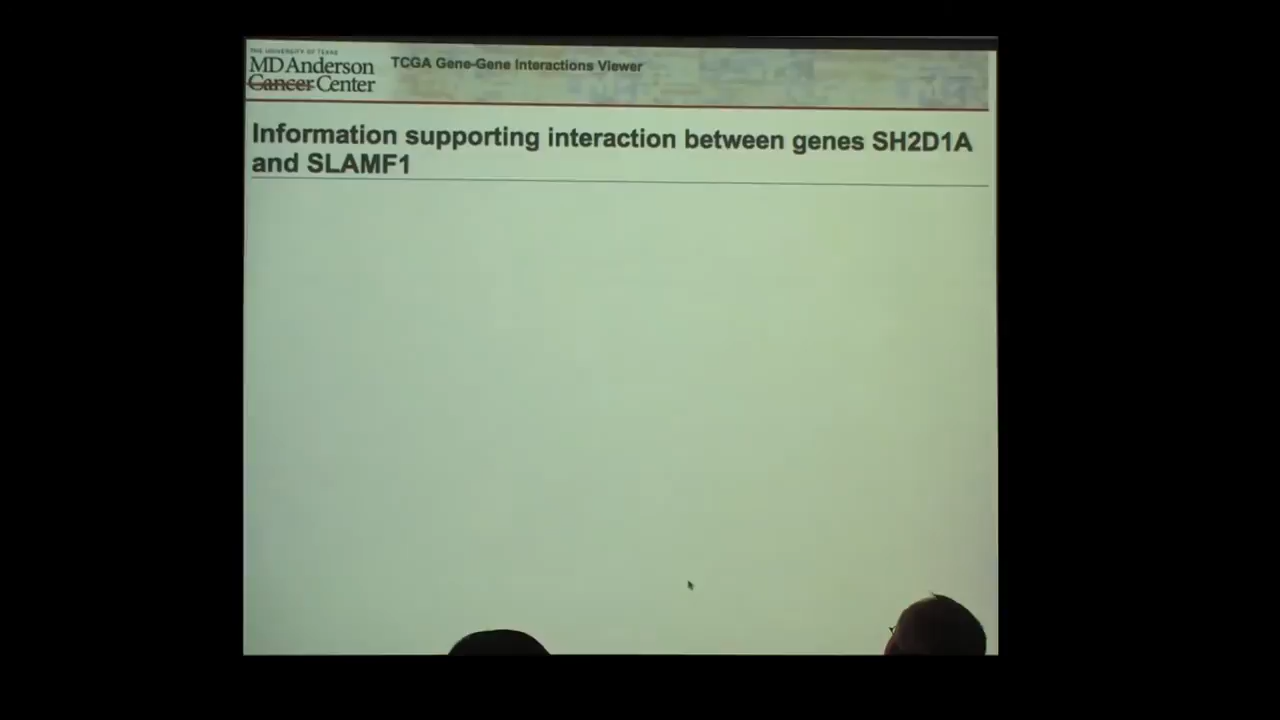 THE UNIVERSITY OF TEXAS
MD Anderson
Cancer Center
TCGA Gene-Gene Interactions Viewer
Information supporting interaction between genes SH2D1A
and SLAMF1